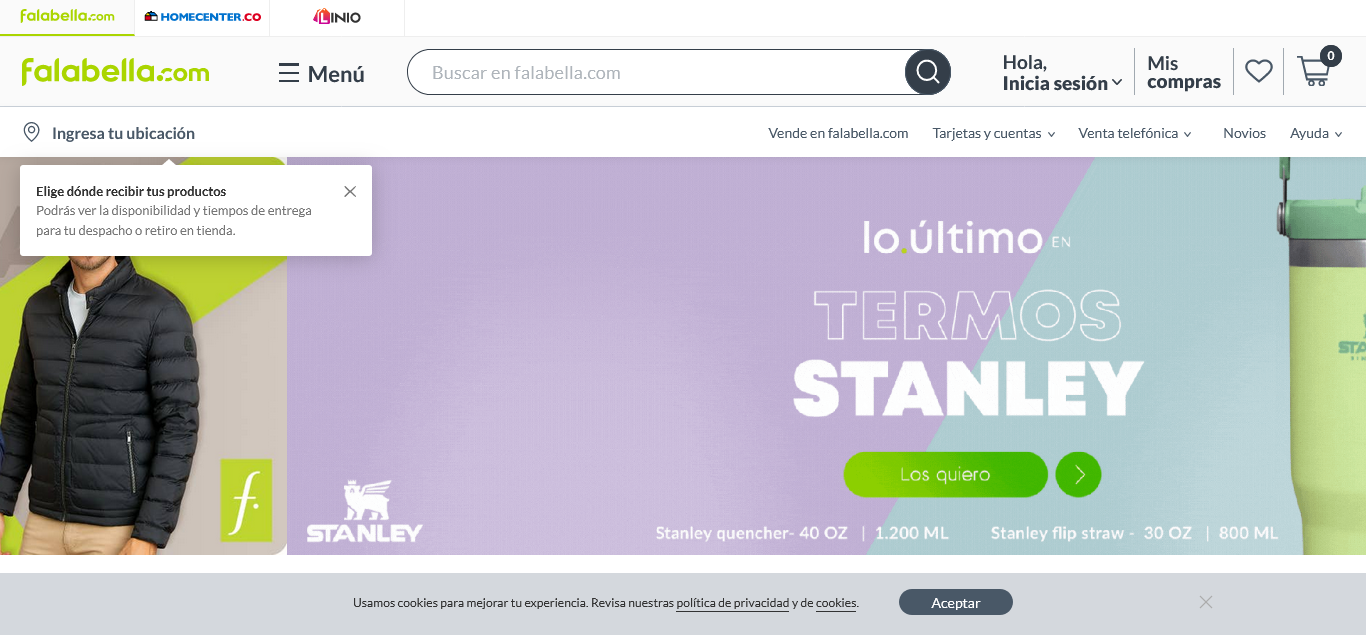 falabella.com
HOMECENTER.CO
LINIO
falabella.com
Menú
Buscar en falabella.com
Hola,
Inicia sesión
Mis
compras
0
Ingresa tu ubicación
Vende en falabella.com
Tarjetas y cuentas
Venta telefónica
Novios
Ayuda
Elige dónde recibir tus productos
Podrás ver la disponibilidad y tiempos de entrega
para tu despacho o retiro en tienda.
f.
lo.último EN
TERMOS
STANLEY
Los quiero
STANLEY
Stanley quencher- 40 OZ | 1.200 ML
Stanley flip straw - 30 OZ | 800 ML
Usamos cookies para mejorar tu experiencia. Revisa nuestras política de privacidad y de cookies.
Aceptar